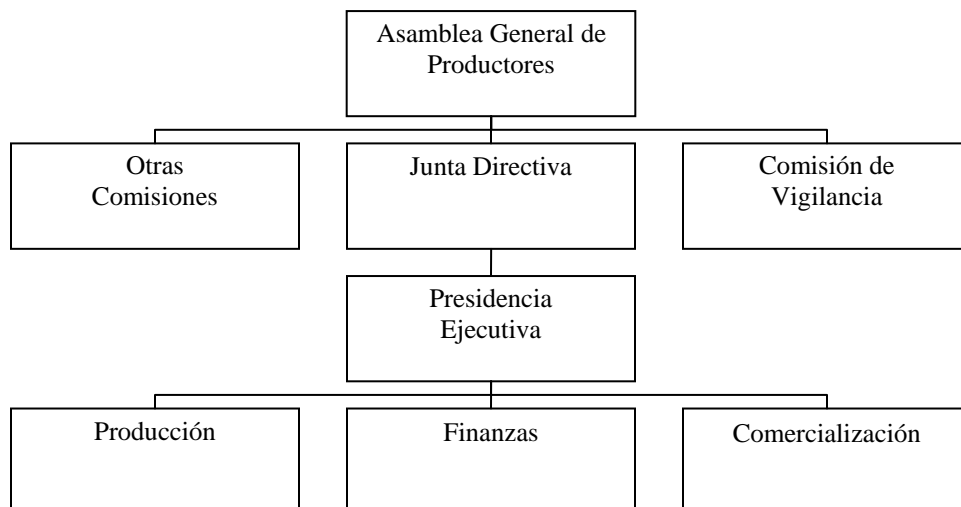 Asamblea General de
Productores
Otras
Comisiones
Junta Directiva
Comisión de
Vigilancia
Presidencia
Ejecutiva
Producción
Finanzas
Comercialización